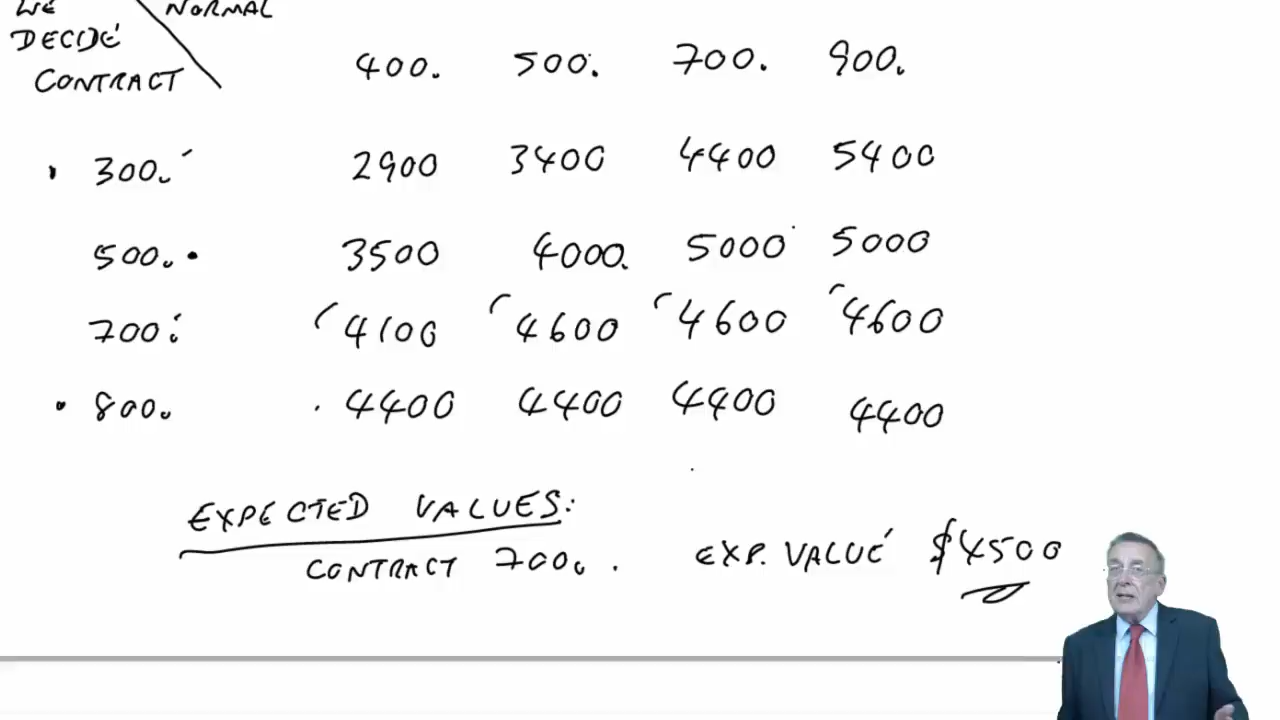 WE NORMAL
DECIDE
CONTRACT
400. 500. 700. 900.
300. 2900 3400 4400 5400
500. 3500 4000. 5000 5000
700. 4100 4600 4600 4600
800. 4400 4400 4400 4400
EXPECTED VALUES:
CONTRACT 700. EXP. VALUE $4500